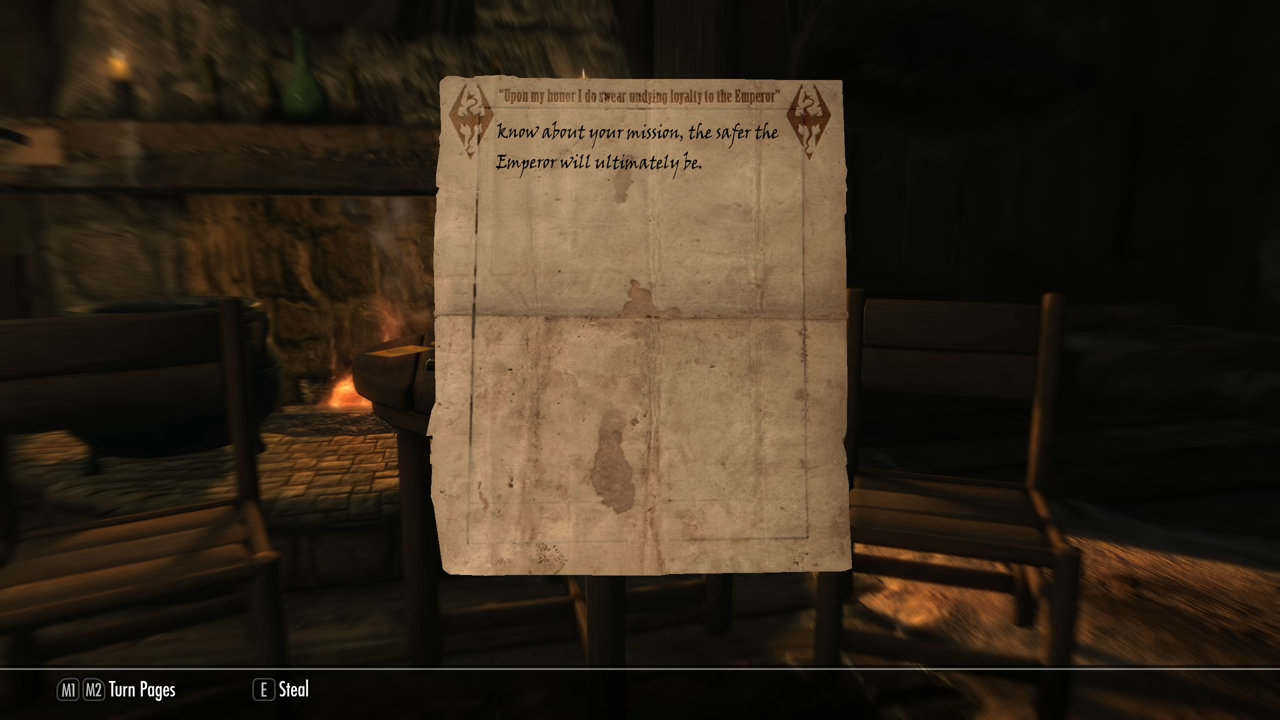 "Upon my honor I do swear undying loyalty to the Emperor"
know about your mission, the safer the
Emperor will ultimately be.
M1 M2 Turn Pages E Steal